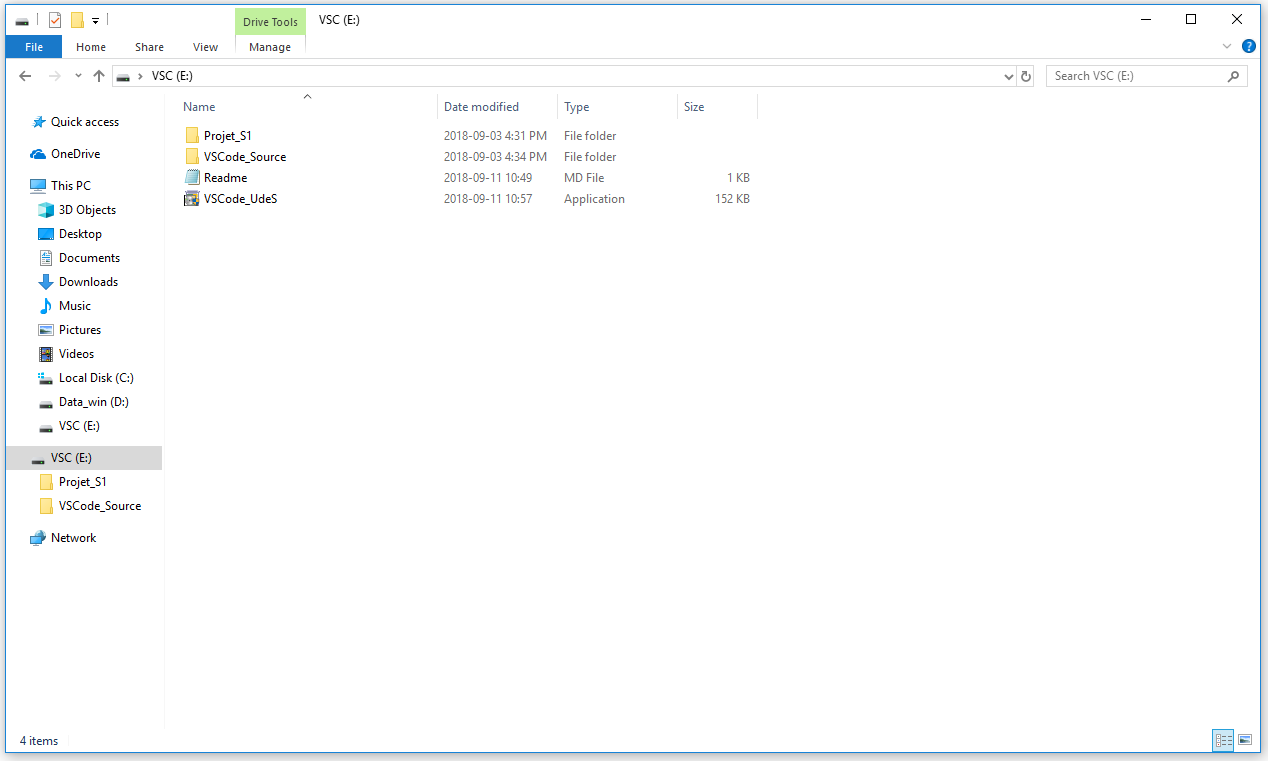 Drive Tools VSC (E:)
File Home Share View Manage
VSC (E:) Search VSC (E:)
Name Date modified Type Size
Projet_S1 2018-09-03 4:31 PM File folder
VSCode_Source 2018-09-03 4:34 PM File folder
Readme 2018-09-11 10:49 MD File 1 KB
VSCode_UdeS 2018-09-11 10:57 Application 152 KB
Quick access
OneDrive
This PC
3D Objects
Desktop
Documents
Downloads
Music
Pictures
Videos
Local Disk (C:)
Data_win (D:)
VSC (E:)
VSC (E:)
Projet_S1
VSCode_Source
Network
4 items